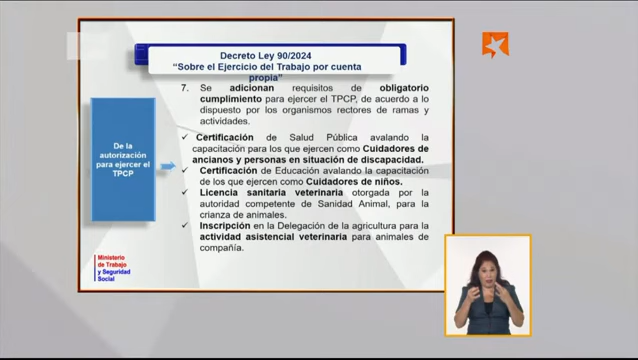 Decreto Ley 90/2024
“Sobre el Ejercicio del Trabajo por cuenta
propia”
7. Se adicionan requisitos de obligatorio
cumplimiento para ejercer el TPCP, de acuerdo a lo
dispuesto por los organismos rectores de ramas y
actividades.
De la
autorización
para ejercer el
TPCP
✓ Certificación de Salud Pública avalando la
capacitación para los que ejercen como Cuidadores de
ancianos y personas en situación de discapacidad.
✓ Certificación de Educación avalando la capacitación
de los que ejercen como Cuidadores de niños.
✓ Licencia sanitaria veterinaria otorgada por la
autoridad competente de Sanidad Animal, para la
crianza de animales.
✓ Inscripción en la Delegación de la agricultura para la
actividad asistencial veterinaria para animales de
compañía.
Ministerio
de Trabajo
y Seguridad
Social